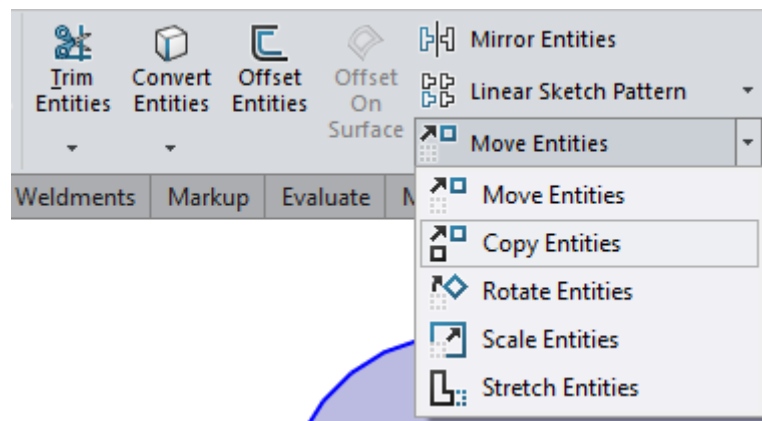 Trim
Entities
Convert
Entities
Offset
Entities
Offset
On
Surface
Mirror Entities
Linear Sketch Pattern
Move Entities
Weldments
Markup
Evaluate
Move Entities
Copy Entities
Rotate Entities
Scale Entities
Stretch Entities